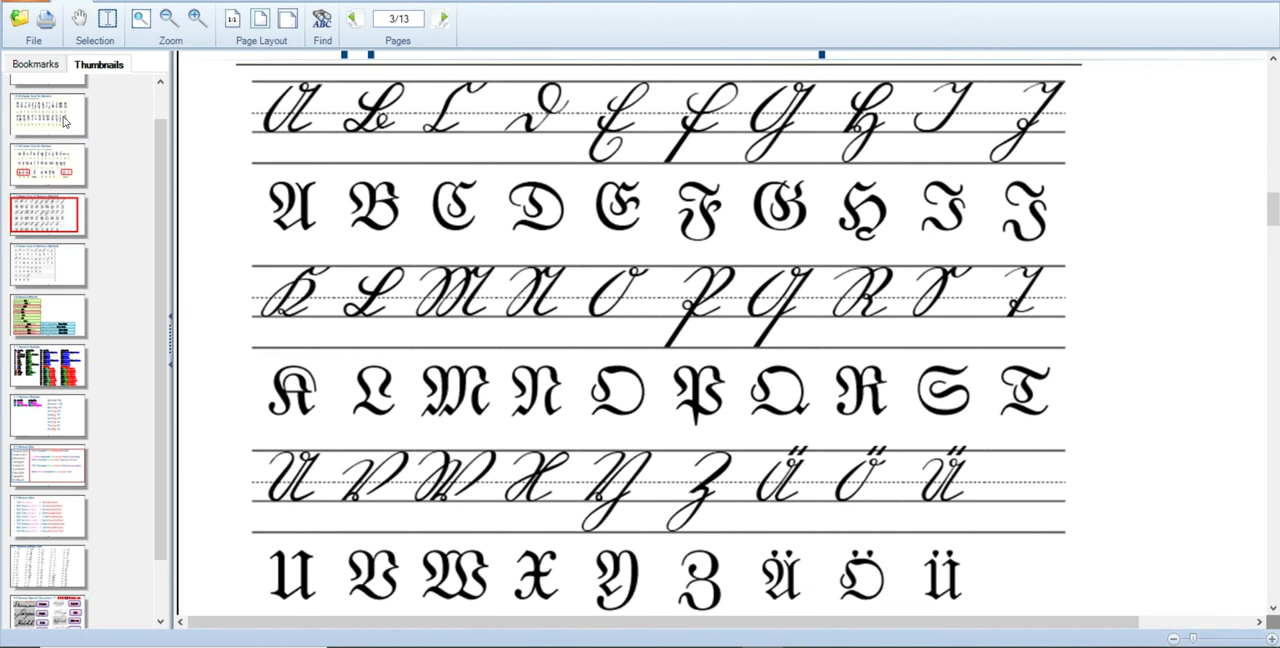 3/13
File Selection Zoom Page Layout Find Pages
Bookmarks Thumbnails
A B C D E F G H I J
A B C D E F G H I J
K L M N O P Q R S T
K L M N O P Q R S T
U V W X Y Z Ä Ö Ü
U V W X Y Z Ä Ö Ü